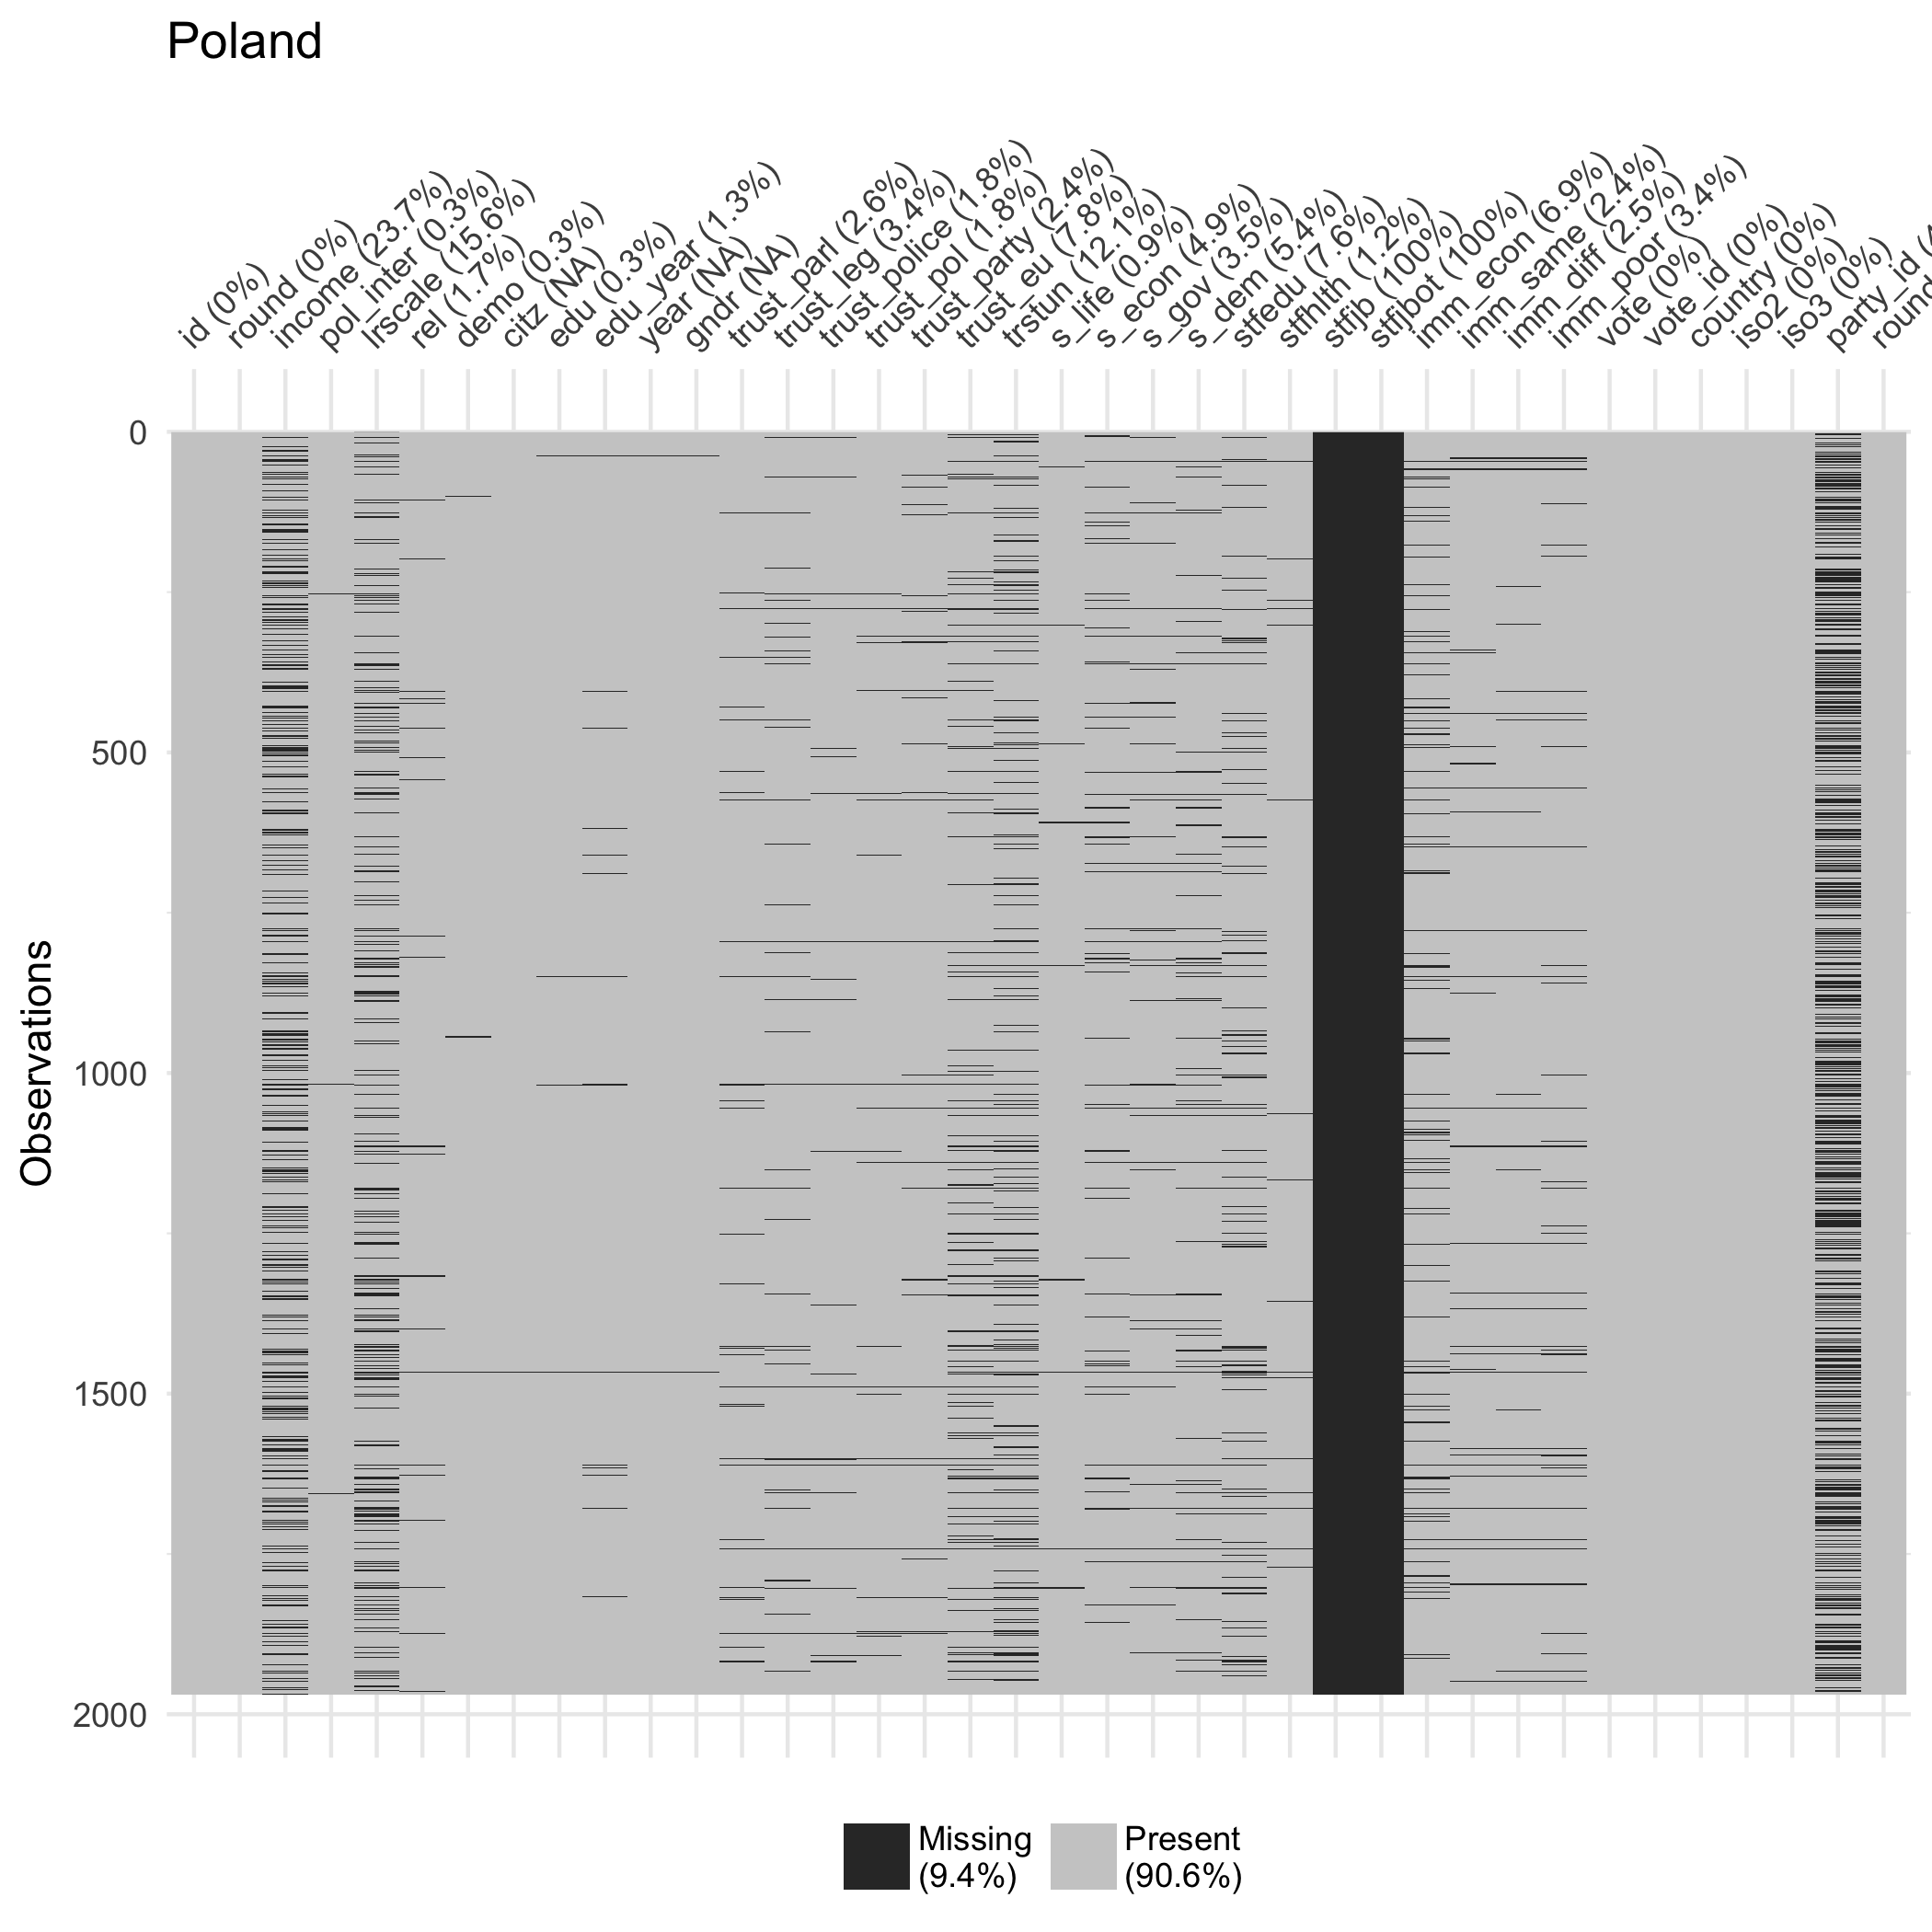 Poland
id (0%)
round (0%)
income (23.7%)
pol_inter (0.3%)
lrscale (15.6%)
rel (1.7%)
demo (0.3%)
citz (NA)
edu (0.3%)
edu_year (1.3%)
year (NA)
gndr (NA)
trust_parl (2.6%)
trust_leg (3.4%)
trust_police (1.8%)
trust_pol (1.8%)
trust_party (2.4%)
trust_eu (7.8%)
trstun (12.1%)
s_life (0.9%)
s_econ (4.9%)
s_gov (3.5%)
s_dem (5.4%)
stfedu (7.6%)
stfhlth (1.2%)
stfjb (100%)
stfjbot (100%)
imm_econ (6.9%)
imm_same (2.4%)
imm_diff (2.5%)
imm_poor (3.4%)
vote (0%)
vote_id (0%)
country (0%)
iso2 (0%)
iso3 (0%)
party_id (4
round
0
500
1000
1500
2000
Observations
Missing
(9.4%)
Present
(90.6%)